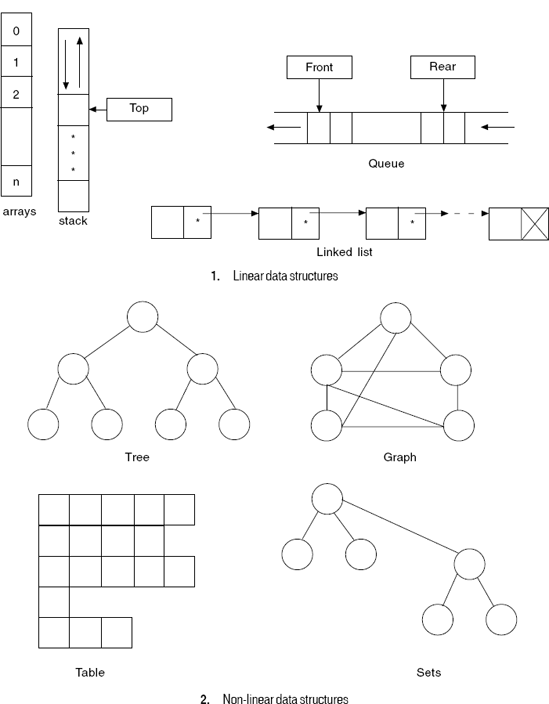 0
1
2
n
arrays
Top
*
*
*
stack
Front
Rear
Queue
*
*
*
Linked list
1. Linear data structures
Tree
Graph
Table
Sets
2. Non-linear data structures